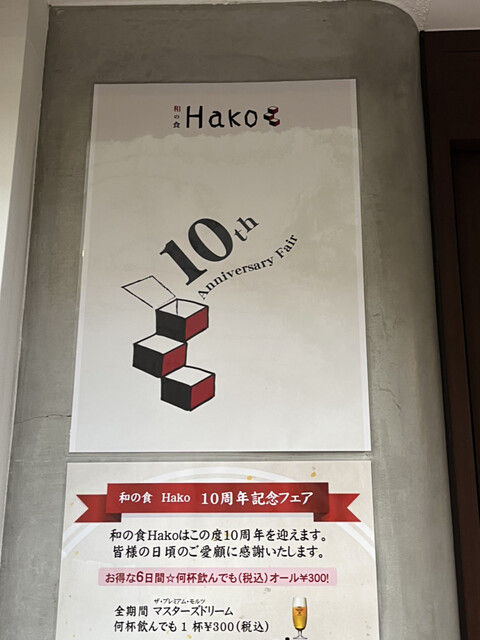 和の食 Hako
10th
Anniversary Fair
和の食 Hako 10周年記念フェア
和の食Hakoはこの度10周年を迎えます。
皆様の日頃のご愛顧に感謝いたします。
お得な6日間☆何杯飲んでも(税込)オール¥300!
ザ・プレミアム・モルツ
全期間 マスターズドリーム
何杯飲んでも1杯¥300(税込)